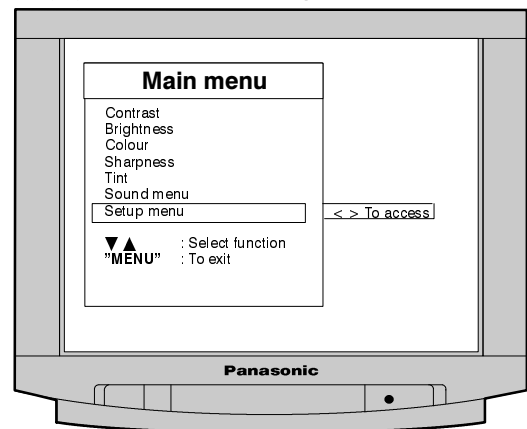 Main menu
Contrast
Brightness
Colour
Sharpness
Tint
Sound menu
Setup menu < > To access
▼▲ : Select function
"MENU" : To exit
Panasonic